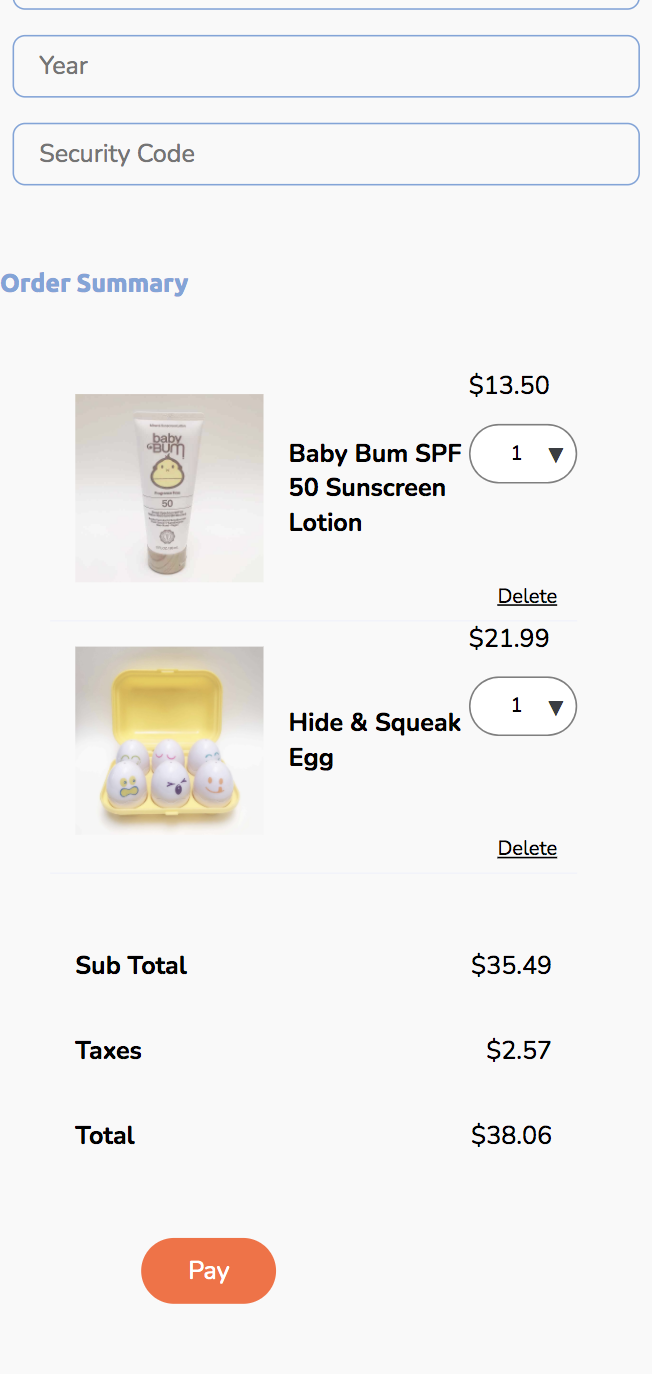 Year
Security Code
Order Summary
$13.50
baby
BUM
50
Baby Bum SPF
50 Sunscreen
Lotion
1
Delete
$21.99
Hide & Squeak
Egg
1
Delete
Sub Total $35.49
Taxes $2.57
Total $38.06
Pay